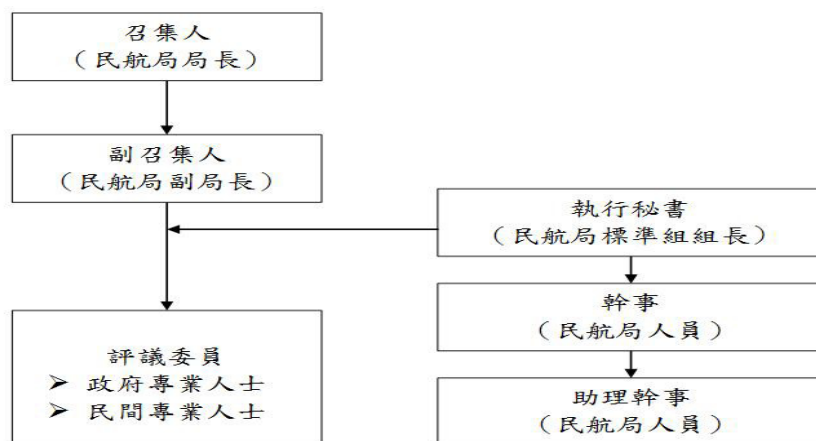 召集人
（民航局局長）
副召集人
（民航局副局長）
執行秘書
（民航局標準組組長）
評議委員
➢ 政府專業人士
➢ 民間專業人士
幹事
（民航局人員）
助理幹事
（民航局人員）